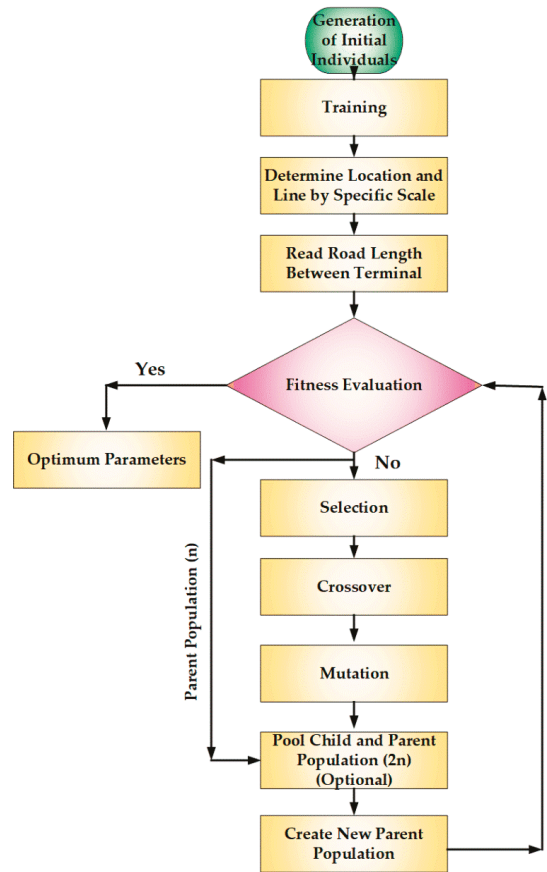 Generation
of Initial
Individuals
Training
Determine Location and
Line by Specific Scale
Read Road Length
Between Terminal
Yes
Fitness Evaluation
Optimum Parameters
No
Selection
Crossover
Parent Population (n)
Mutation
Pool Child and Parent
Population (2n)
(Optional)
Create New Parent
Population